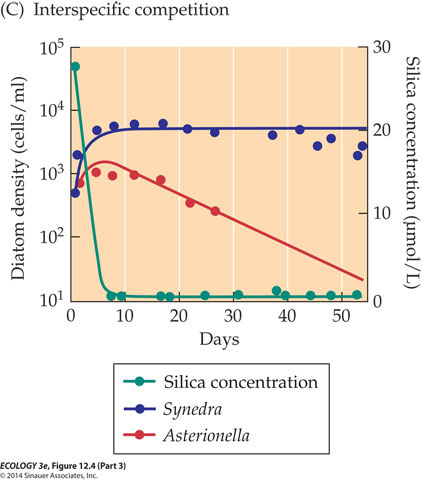 (C) Interspecific competition
Diatom density (cells/ml)
10⁵
10⁴
10³
10²
10¹
30
20
10
0
Silica concentration (µmol/L)
0 10 20 30 40 50
Days
Silica concentration
Synedra
Asterionella
ECOLOGY 3e, Figure 12.4 (Part 3)
© 2014 Sinauer Associates, Inc.